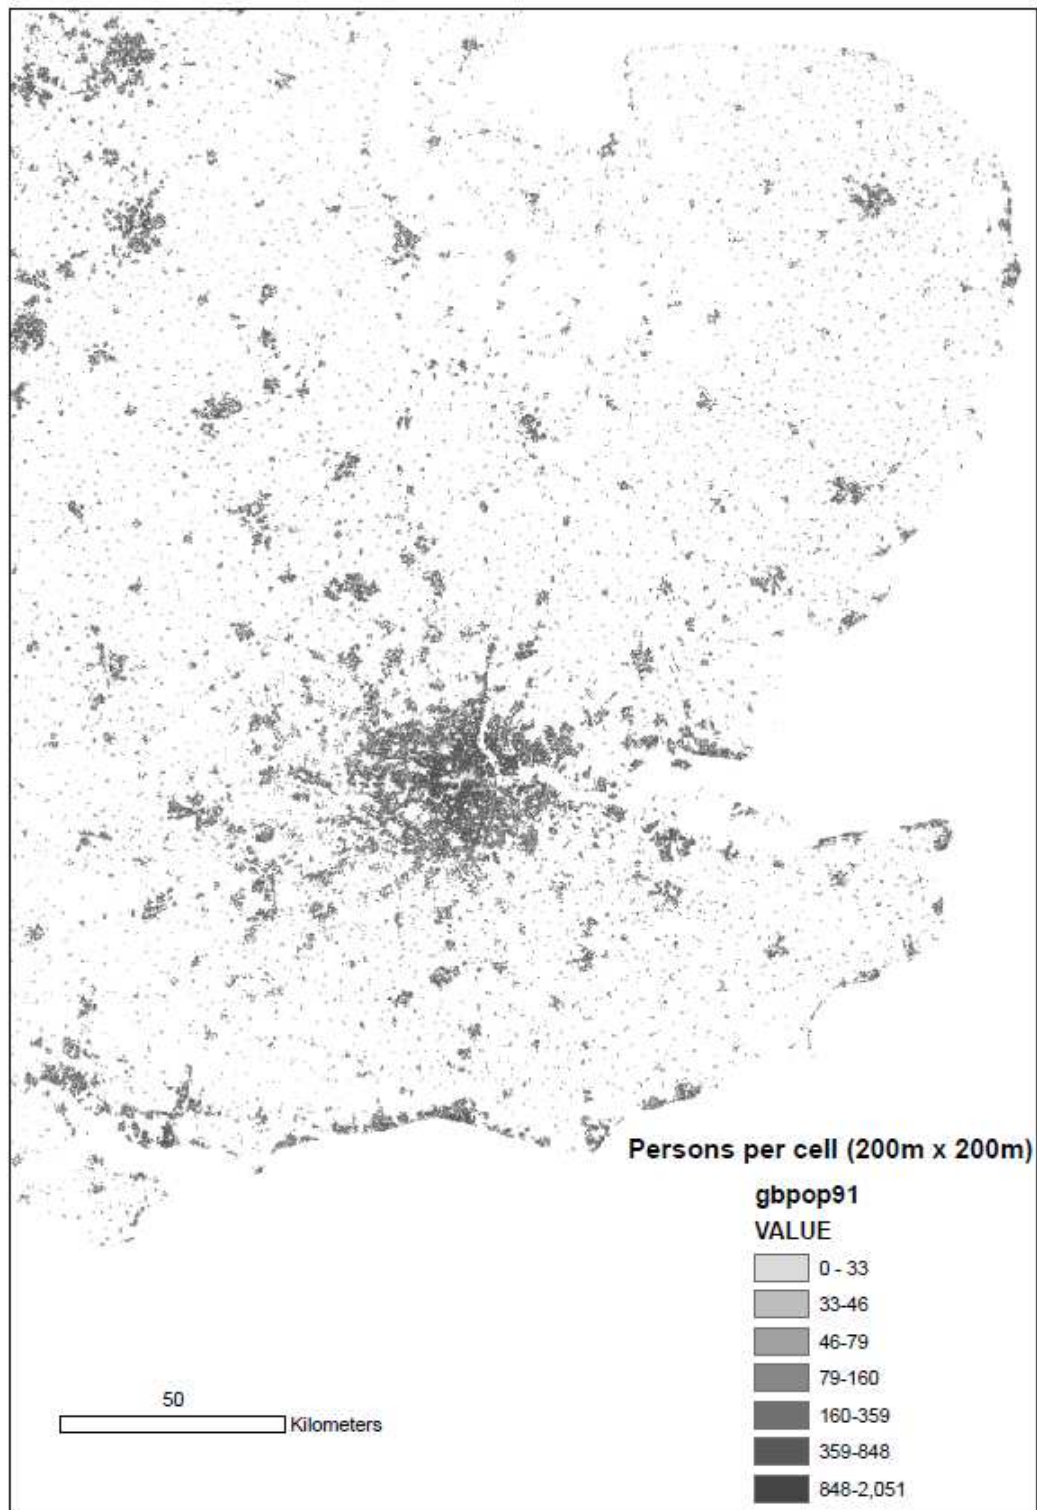 Persons per cell (200m x 200m)
gbpop91
VALUE
0 - 33
33-46
46-79
79-160
160-359
359-848
848-2,051
50
Kilometers